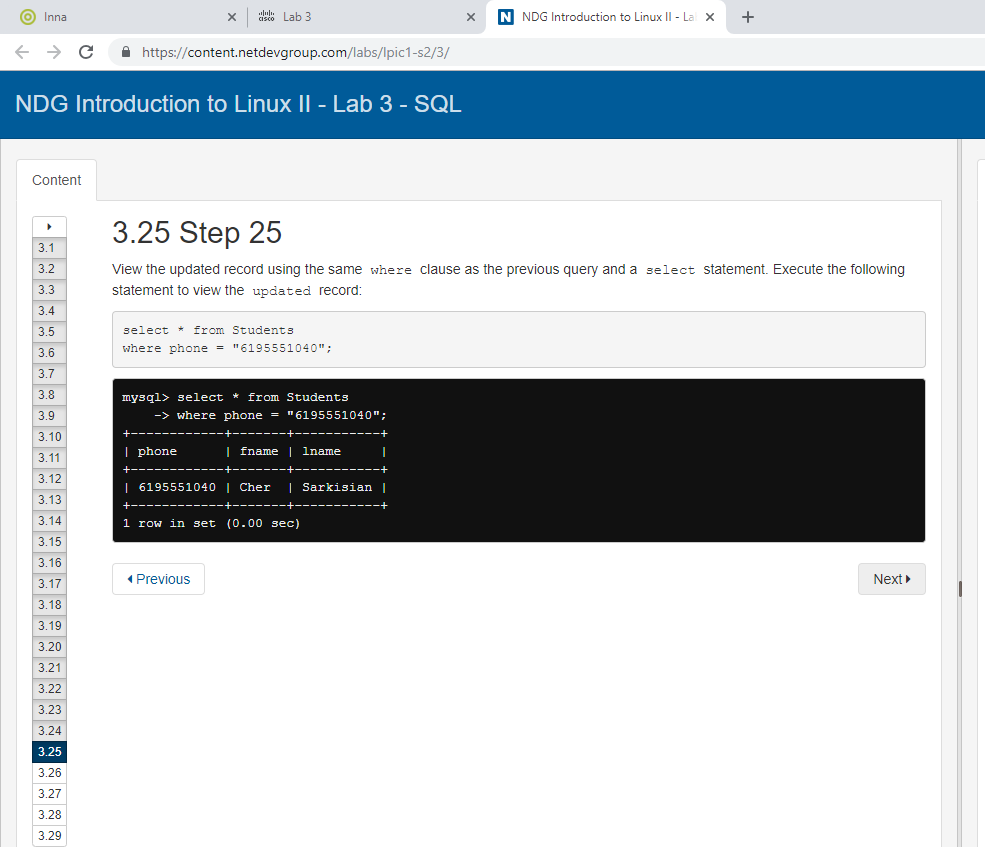 Inna
Lab 3
NDG Introduction to Linux II - La
https://content.netdevgroup.com/labs/lpic1-s2/3/
NDG Introduction to Linux II - Lab 3 - SQL
Content
3.1
3.2
3.3
3.4
3.5
3.6
3.7
3.8
3.9
3.10
3.11
3.12
3.13
3.14
3.15
3.16
3.17
3.18
3.19
3.20
3.21
3.22
3.23
3.24
3.25
3.26
3.27
3.28
3.29
3.25 Step 25
View the updated record using the same where clause as the previous query and a select statement. Execute the following
statement to view the updated record:
select * from Students
where phone = "6195551040";
mysql> select * from Students
    -> where phone = "6195551040";
+------------+-------+-----------+
| phone      | fname | lname     |
+------------+-------+-----------+
| 6195551040 | Cher  | Sarkisian |
+------------+-------+-----------+
1 row in set (0.00 sec)
Previous
Next